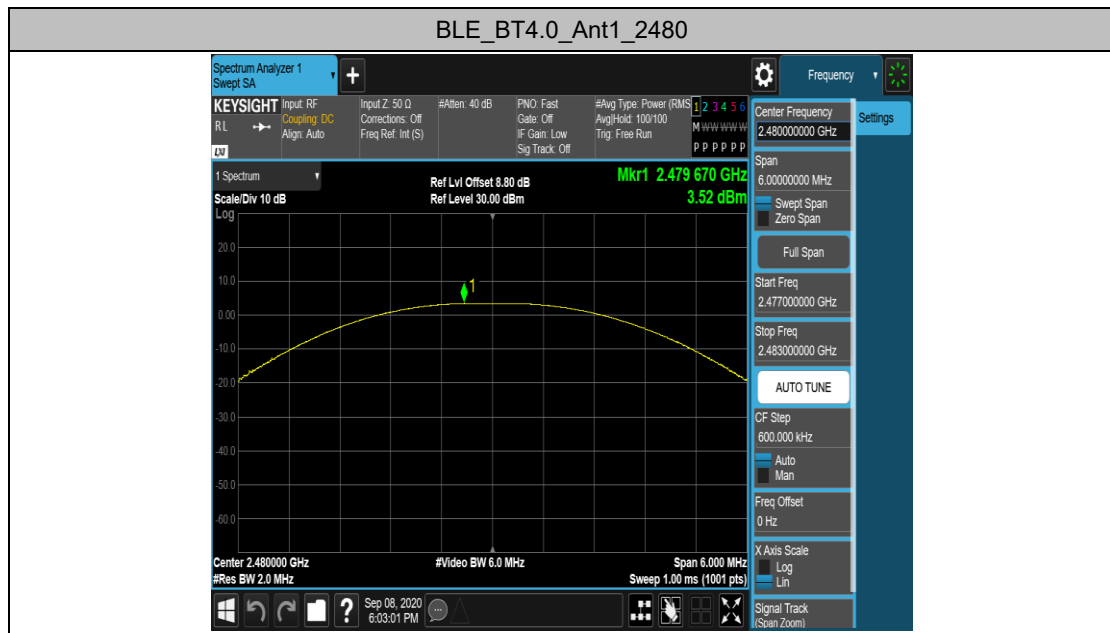 BLE_BT4.0_Ant1_2480
Spectrum Analyzer 1
Swept SA
Frequency
KEYSIGHT
RL
LXI
Input: RF
Coupling: DC
Align: Auto
Input Z: 50 Ω
Corrections: Off
Freq Ref: Int (S)
#Atten: 40 dB
PNO: Fast
Gate: Off
IF Gain: Low
Sig Track: Off
#Avg Type: Power (RMS
Avg|Hold: 100/100
Trig: Free Run
1 2 3 4 5 6
M W W W W W
P P P P P P
1 Spectrum
Scale/Div 10 dB
Ref Lvl Offset 8.80 dB
Ref Level 30.00 dBm
Mkr1 2.479 670 GHz
3.52 dBm
Log
20.0
10.0
0.00
-10.0
-20.0
-30.0
-40.0
-50.0
-60.0
1
Center 2.480000 GHz
#Res BW 2.0 MHz
#Video BW 6.0 MHz
Span 6.000 MHz
Sweep 1.00 ms (1001 pts)
Sep 08, 2020
6:03:01 PM
Center Frequency
2.480000000 GHz
Settings
Span
6.00000000 MHz
Swept Span
Zero Span
Full Span
Start Freq
2.477000000 GHz
Stop Freq
2.483000000 GHz
AUTO TUNE
CF Step
600.000 kHz
Auto
Man
Freq Offset
0 Hz
X Axis Scale
Log
Lin
Signal Track
(Span Zoom)